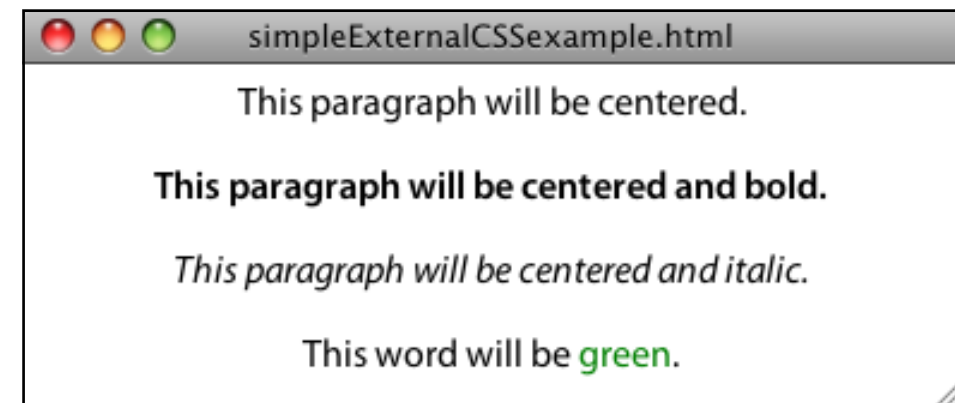 simpleExternalCSSexample.html
This paragraph will be centered.
This paragraph will be centered and bold.
This paragraph will be centered and italic.
This word will be green.